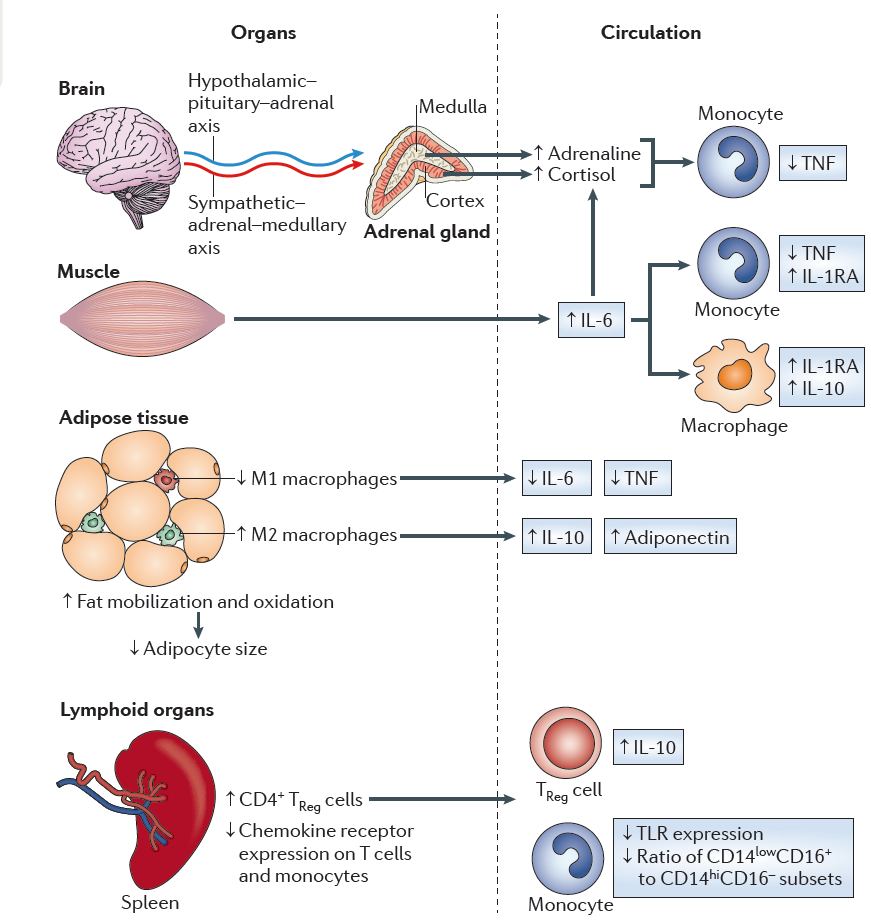 Organs
Circulation
Brain
Hypothalamic–
pituitary–adrenal
axis
Sympathetic–
adrenal–medullary
axis
Medulla
Cortex
Adrenal gland
↑ Adrenaline
↑ Cortisol
Monocyte
↓ TNF
Muscle
↑ IL-6
↓ TNF
↑ IL-1RA
Monocyte
↑ IL-1RA
↑ IL-10
Macrophage
Adipose tissue
↓ M1 macrophages
↓ IL-6
↓ TNF
↑ M2 macrophages
↑ IL-10
↑ Adiponectin
↑ Fat mobilization and oxidation
↓ Adipocyte size
Lymphoid organs
↑ CD4⁺ TReg cells
↓ Chemokine receptor
expression on T cells
and monocytes
Spleen
↑ IL-10
TReg cell
↓ TLR expression
↓ Ratio of CD14lowCD16⁺
to CD14hiCD16⁻ subsets
Monocyte